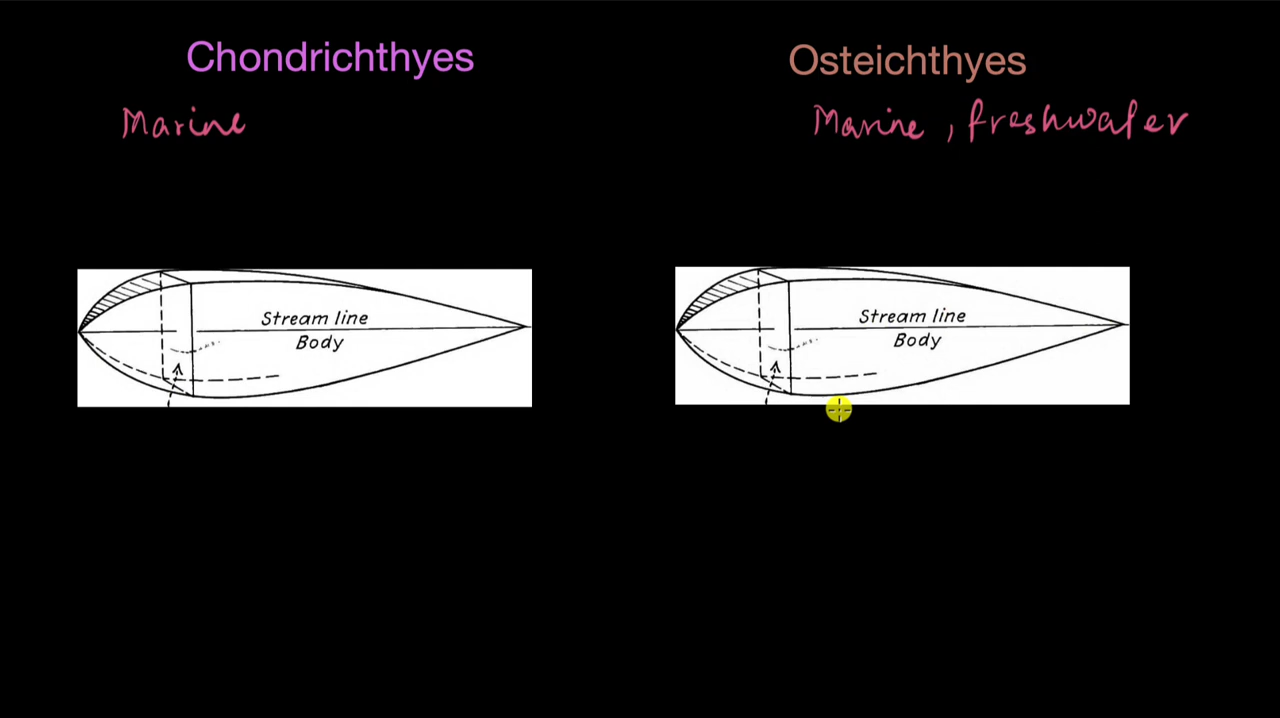 Chondrichthyes
Marine
Stream line
Body
Osteichthyes
Marine, freshwater
Stream line
Body